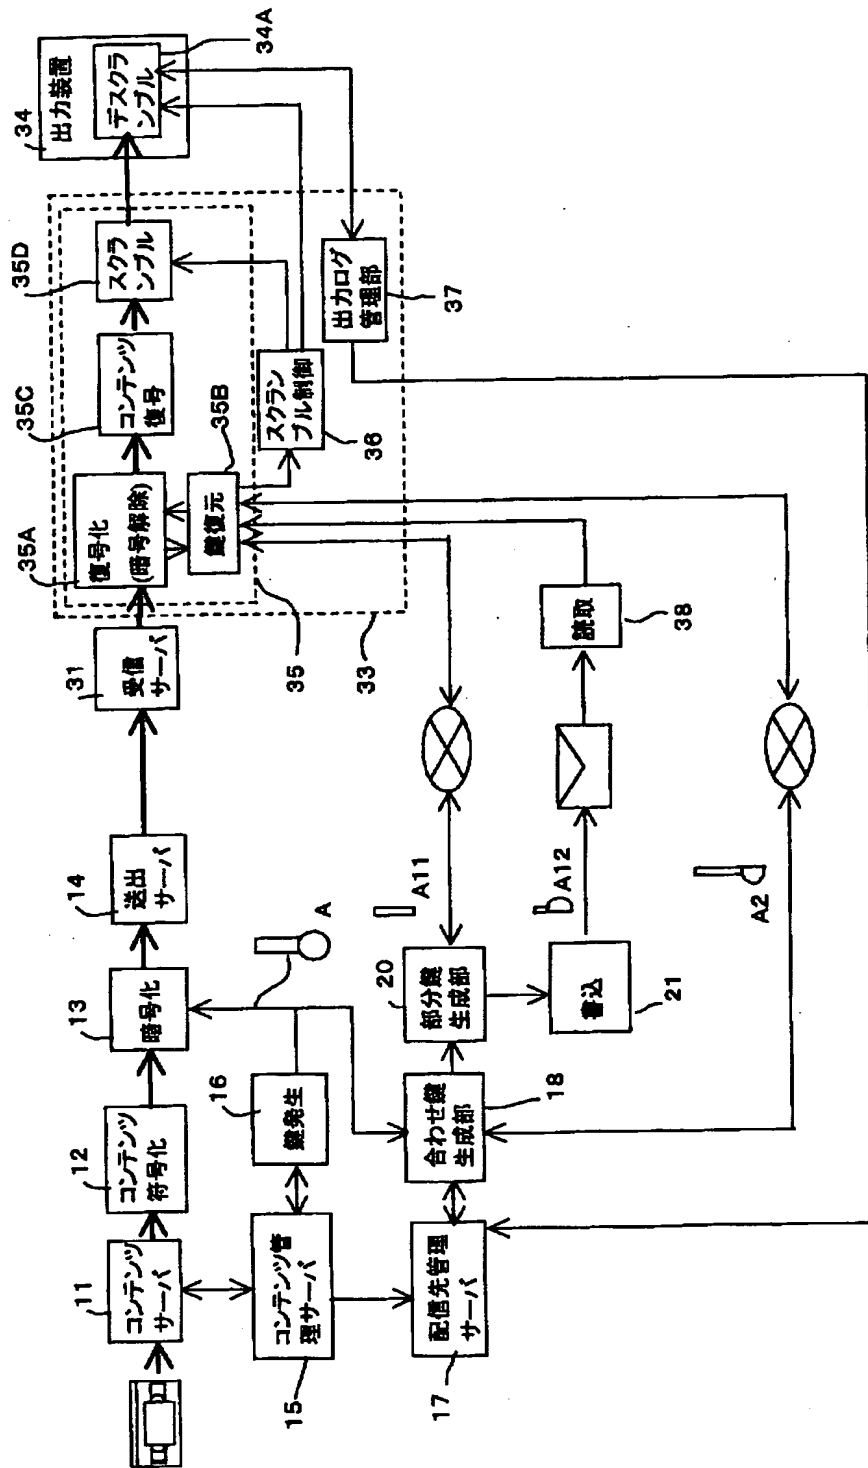 11
コンテンツ
サーバ
12
コンテンツ
符号化
13
暗号化
14
送出
サーバ
31
受信
サーバ
35A
復号化
(暗号解除)
35C
コンテンツ
復号
35D
スクラ
ンブル
34
出力装置
デスクラ
ンブル
34A
35B
鍵復元
スクラン
ブル制御
36
出力ログ
管理部
37
35
33
15
コンテンツ管
理サーバ
16
鍵発生
A
17
配信先管理
サーバ
合わせ鍵
生成部
18
20
部分鍵
生成部
A11
書込
21
A12
読取
38
A2